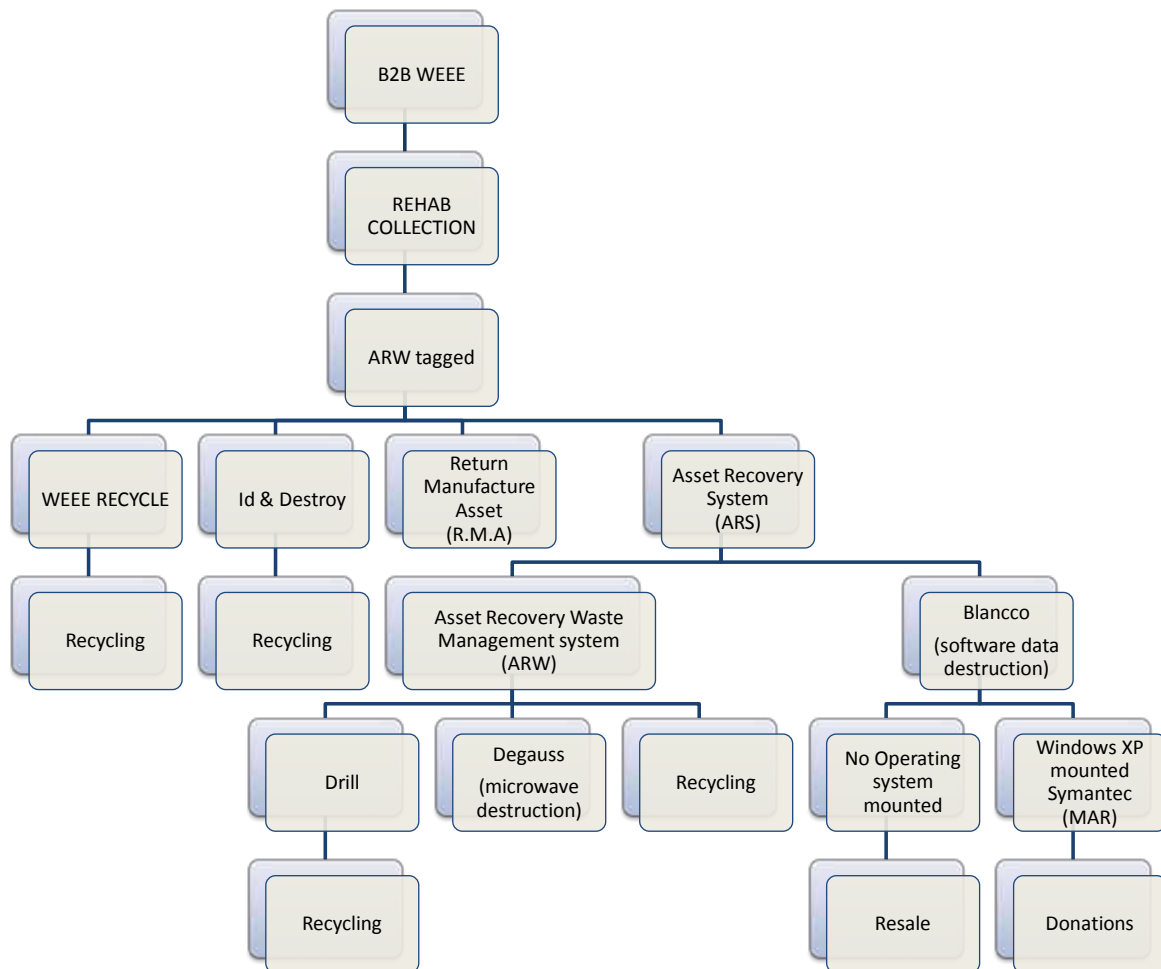 B2B WEEE
REHAB
COLLECTION
ARW tagged
WEEE RECYCLE
Id & Destroy
Return
Manufacture
Asset
(R.M.A)
Asset Recovery
System
(ARS)
Recycling
Recycling
Asset Recovery Waste
Management system
(ARW)
Blancco
(software data
destruction)
Drill
Degauss
(microwave
destruction)
Recycling
No Operating
system
mounted
Windows XP
mounted
Symantec
(MAR)
Recycling
Resale
Donations